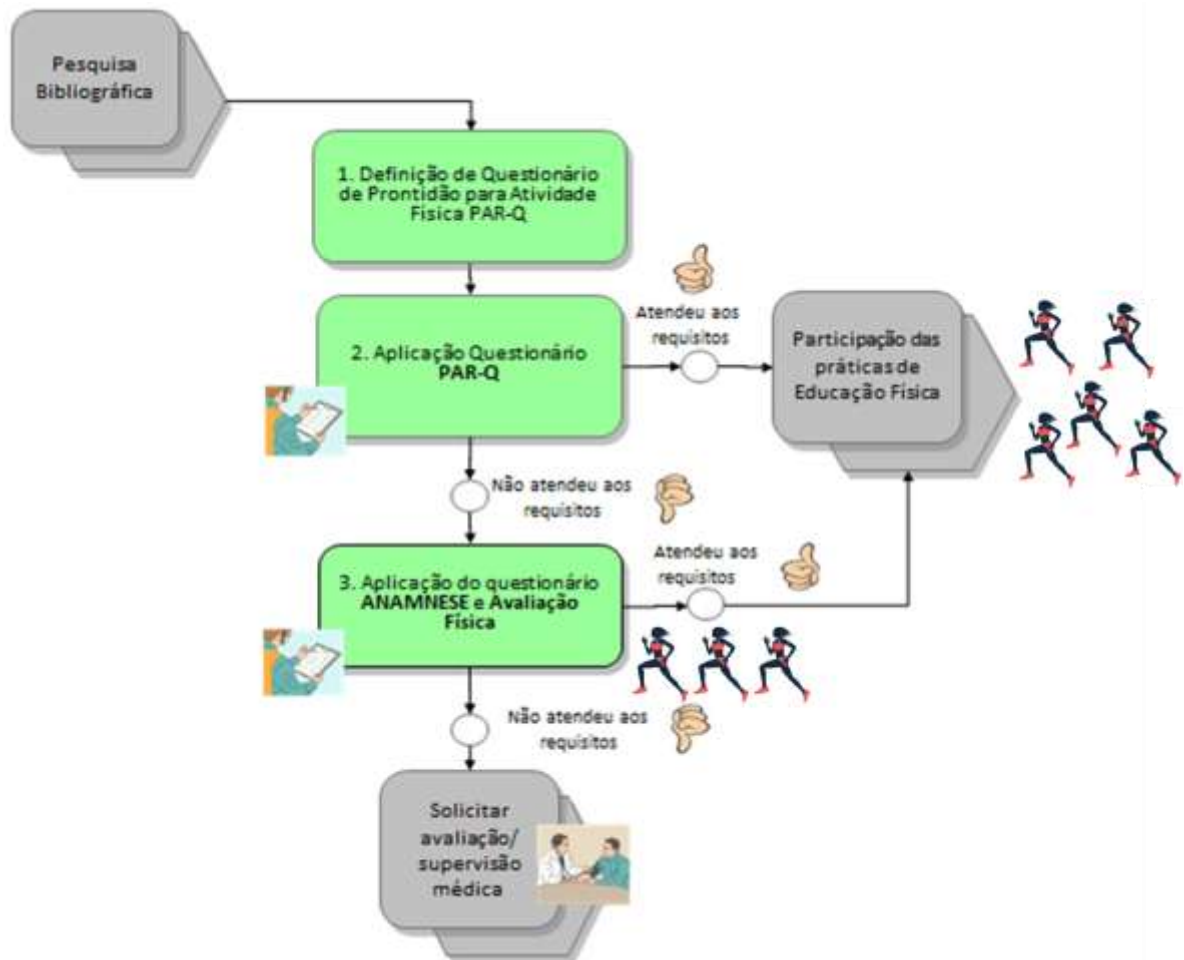 Pesquisa
Bibliográfica
1. Definição de Questionário
de Prontidão para Atividade
Física PAR-Q
2. Aplicação Questionário
PAR-Q
Atendeu aos
requisitos
Participação das
práticas de
Educação Física
Não atendeu aos
requisitos
3. Aplicação do questionário
ANAMNESE e Avaliação
Física
Atendeu aos
requisitos
Não atendeu aos
requisitos
Solicitar
avaliação/
supervisão
médica